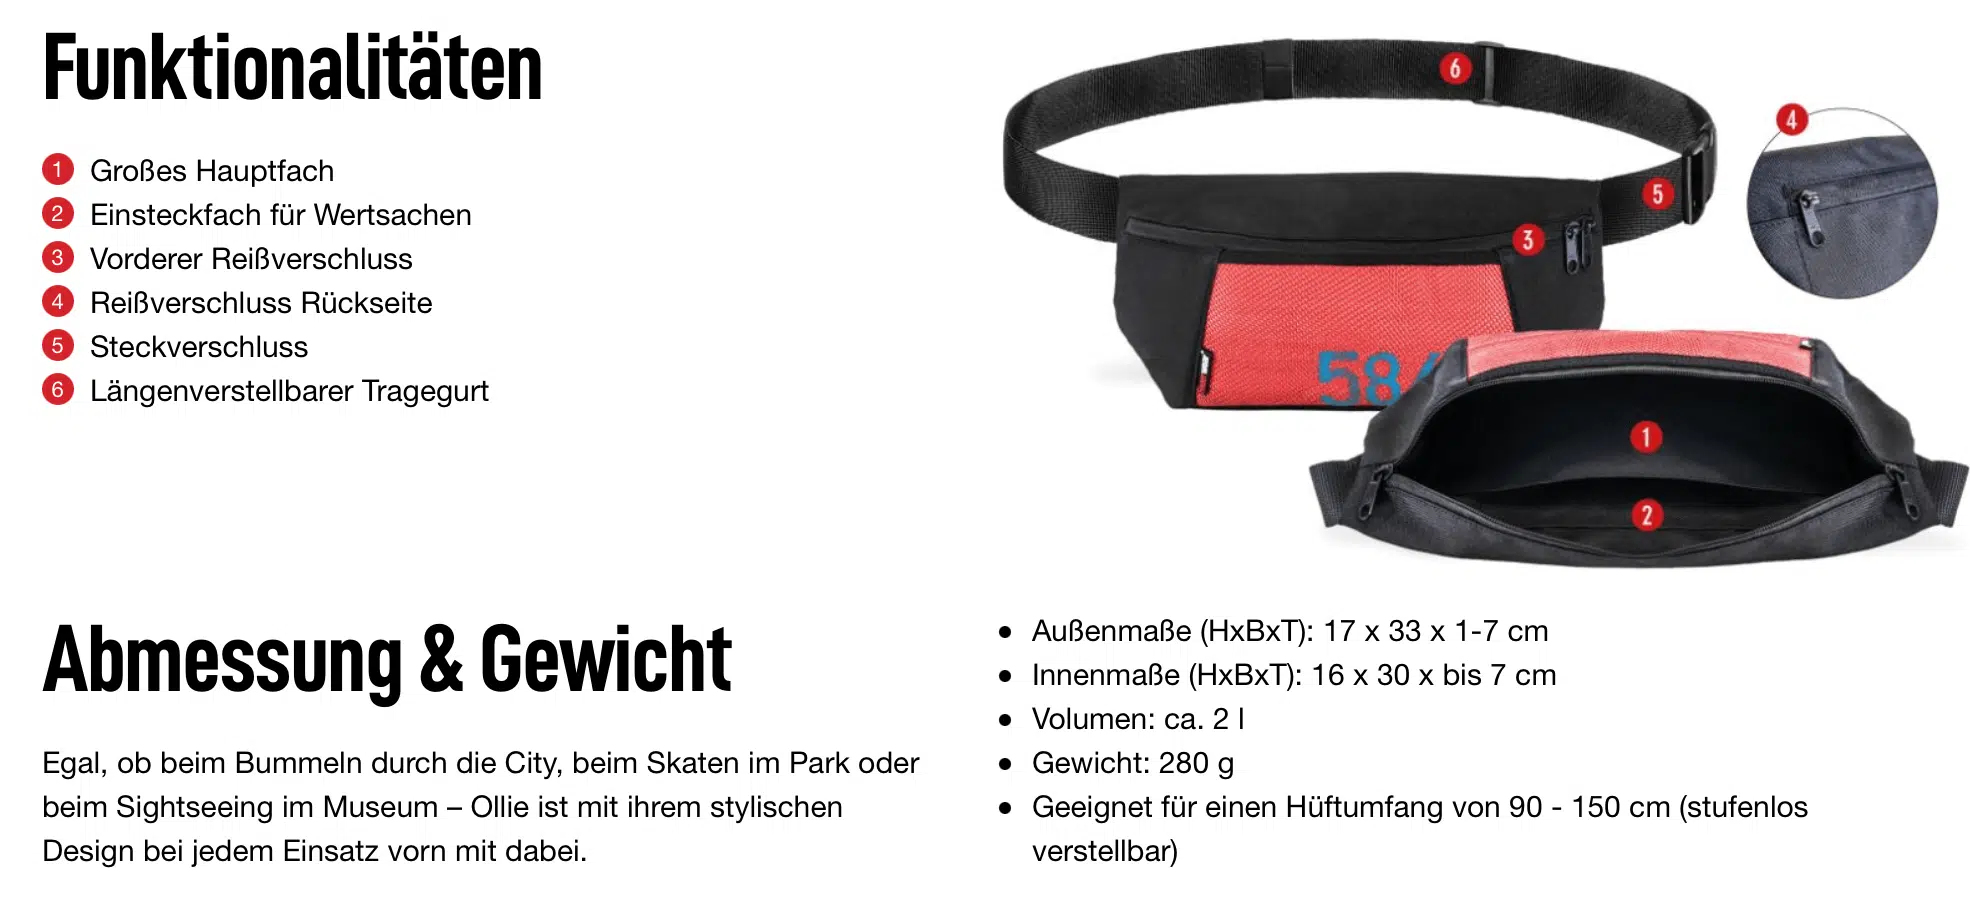 Funktionalitäten
1 Großes Hauptfach
2 Einsteckfach für Wertsachen
3 Vorderer Reißverschluss
4 Reißverschluss Rückseite
5 Steckverschluss
6 Längenverstellbarer Tragegurt
6
4
5
3
58
1
2
Abmessung & Gewicht
Egal, ob beim Bummeln durch die City, beim Skaten im Park oder
beim Sightseeing im Museum – Ollie ist mit ihrem stylischen
Design bei jedem Einsatz vorn mit dabei.
• Außenmaße (HxBxT): 17 x 33 x 1-7 cm
• Innenmaße (HxBxT): 16 x 30 x bis 7 cm
• Volumen: ca. 2 l
• Gewicht: 280 g
• Geeignet für einen Hüftumfang von 90 - 150 cm (stufenlos
verstellbar)